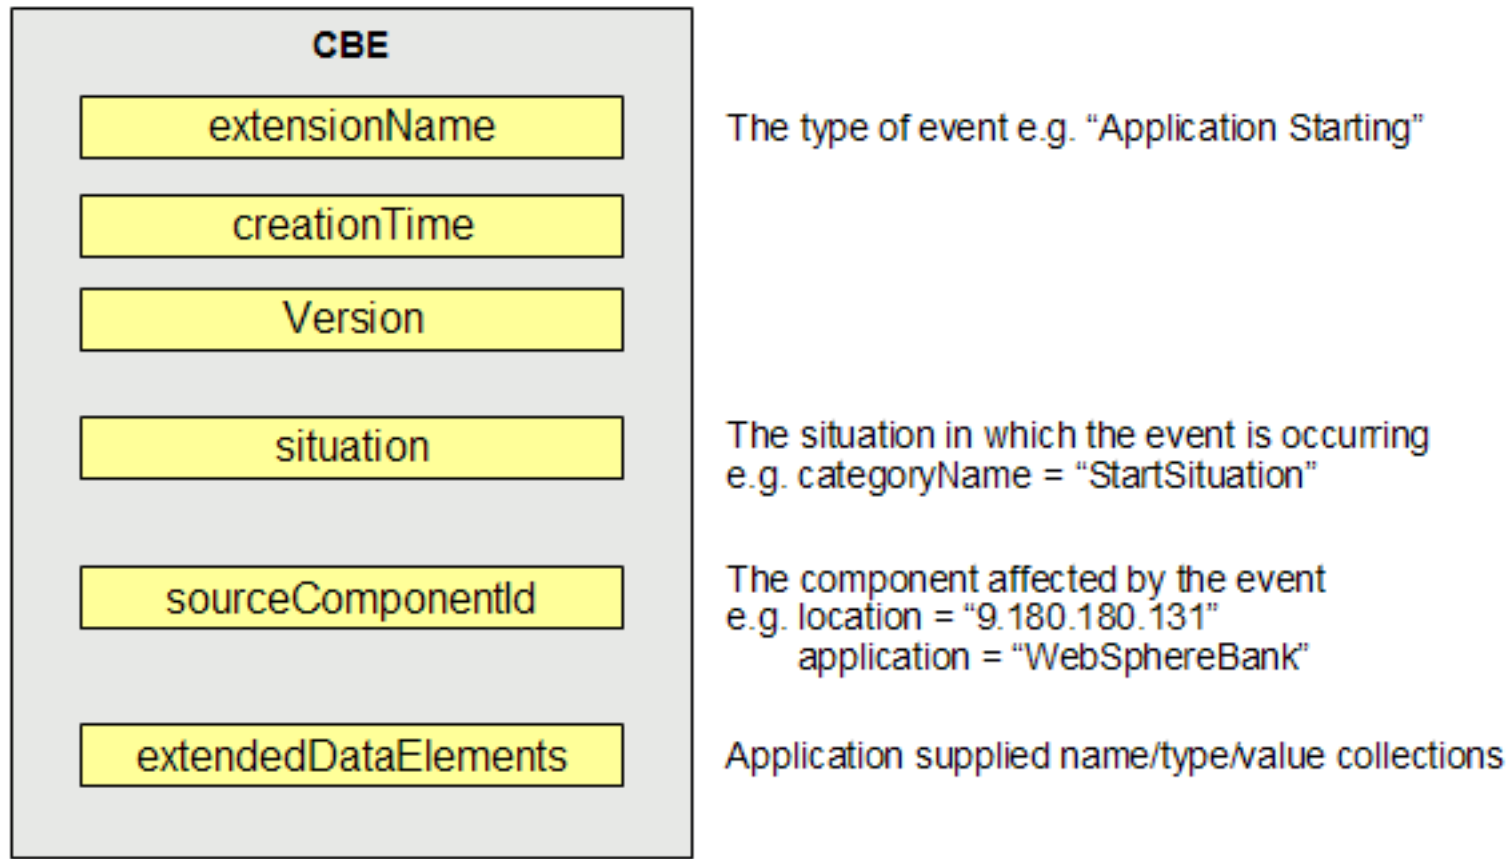 CBE
extensionName
The type of event e.g. “Application Starting”
creationTime
Version
situation
The situation in which the event is occurring
e.g. categoryName = “StartSituation”
sourceComponentId
The component affected by the event
e.g. location = “9.180.180.131”
application = “WebSphereBank”
extendedDataElements
Application supplied name/type/value collections